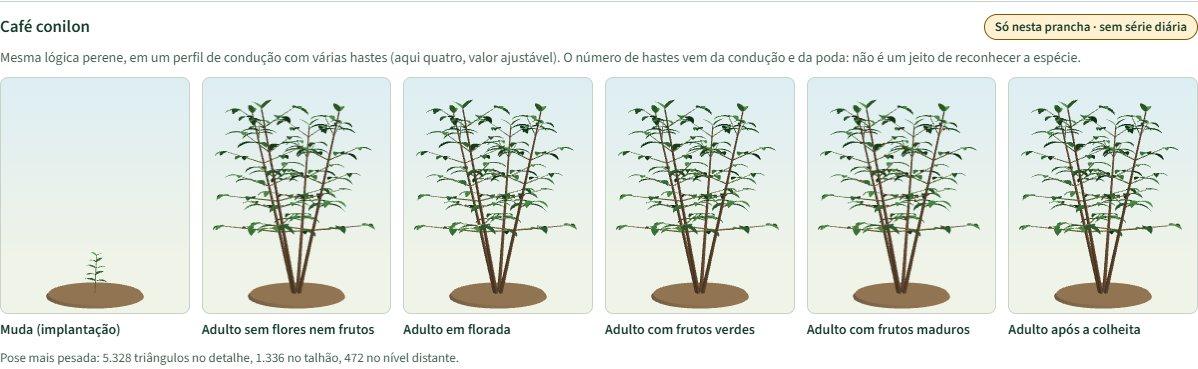 Café conilon
Só nesta prancha · sem série diária
Mesma lógica perene, em um perfil de condução com várias hastes (aqui quatro, valor ajustável). O número de hastes vem da condução e da poda: não é um jeito de reconhecer a espécie.
Muda (implantação)
Adulto sem flores nem frutos
Adulto em florada
Adulto com frutos verdes
Adulto com frutos maduros
Adulto após a colheita
Pose mais pesada: 5.328 triângulos no detalhe, 1.336 no talhão, 472 no nível distante.